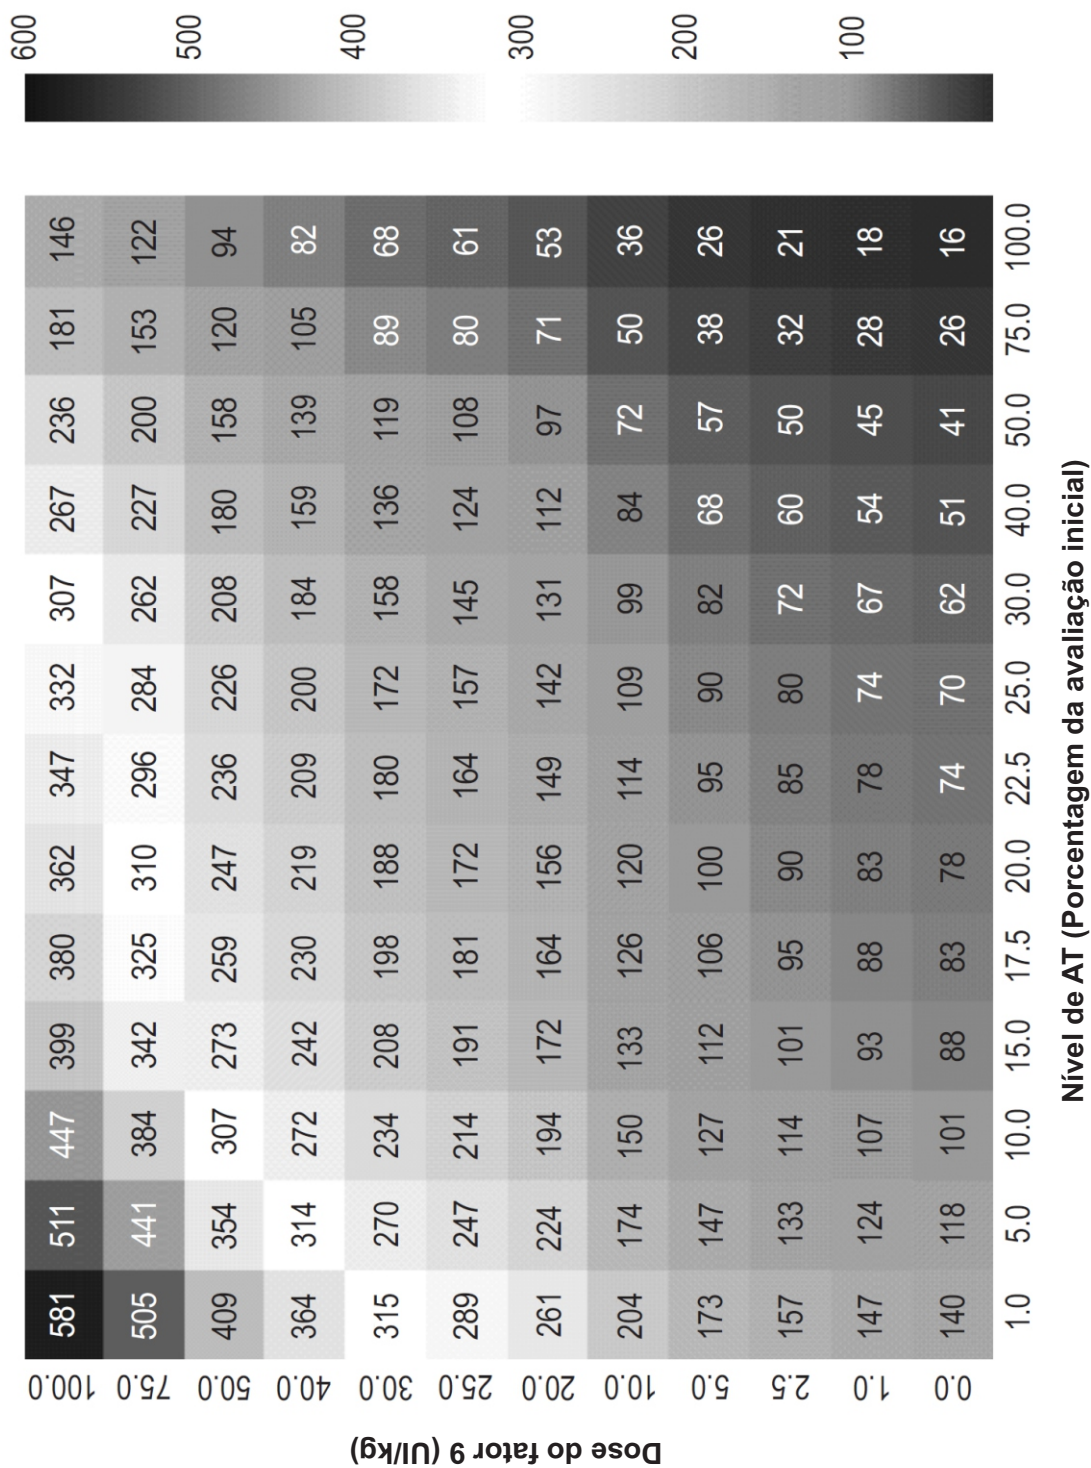 100.0 581 511 447 399 380 362 347 332 307 267 236 181 146 600
75.0 505 441 384 342 325 310 296 284 262 227 200 153 122 500
50.0 409 354 307 273 259 247 236 226 208 180 158 120 94
40.0 364 314 272 242 230 219 209 200 184 159 139 105 82 400
30.0 315 270 234 208 198 188 180 172 158 136 119 89 68
25.0 289 247 214 191 181 172 164 157 145 124 108 80 61
20.0 261 224 194 172 164 156 149 142 131 112 97 71 53 300
10.0 204 174 150 133 126 120 114 109 99 84 72 50 36
5.0 173 147 127 112 106 100 95 90 82 68 57 38 26 200
2.5 157 133 114 101 95 90 85 80 72 60 50 32 21
1.0 147 124 107 93 88 83 78 74 67 54 45 28 18 100
0.0 140 118 101 88 83 78 74 70 62 51 41 26 16
1.0 5.0 10.0 15.0 17.5 20.0 22.5 25.0 30.0 40.0 50.0 75.0 100.0
Dose do fator 9 (UI/kg)
Nível de AT (Porcentagem da avaliação inicial)